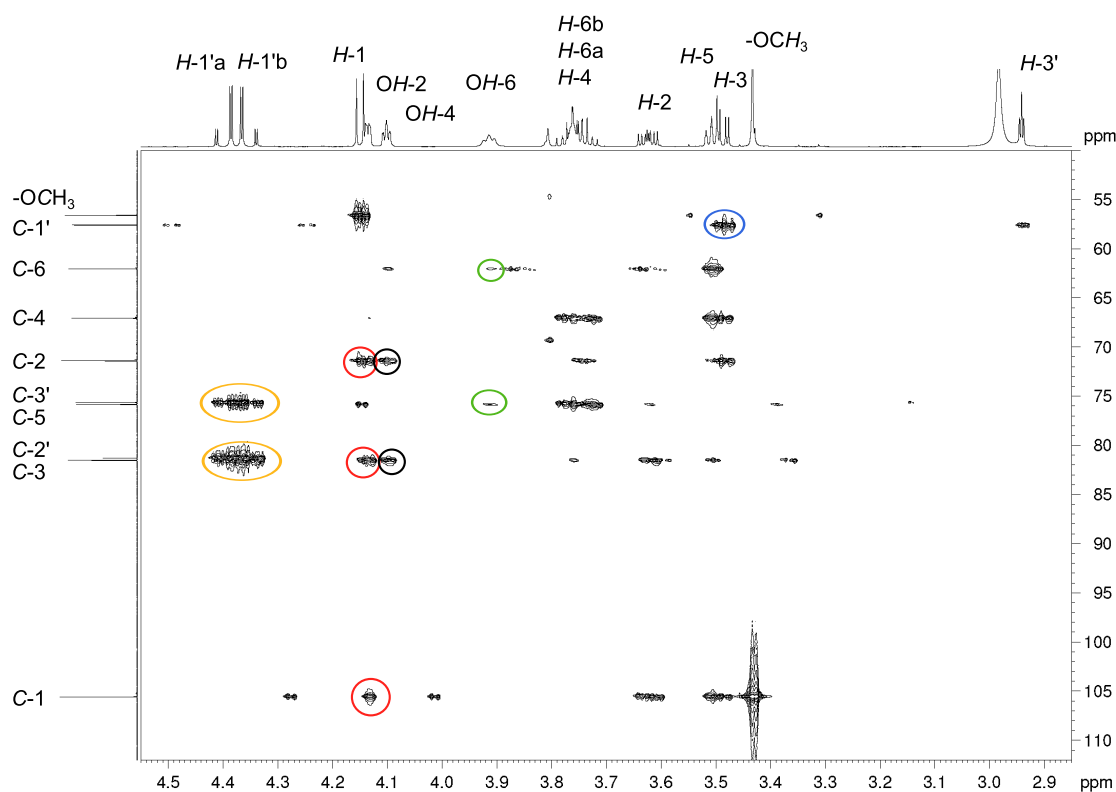 H-6b
H-6a
H-4
-OCH₃
H-1'a
H-1'b
H-1
OH-2
OH-4
OH-6
H-2
H-5
H-3
H-3'
ppm
-OCH₃
C-1'
C-6
C-4
C-2
C-3'
C-5
C-2'
C-3
C-1
55
60
65
70
75
80
85
90
95
100
105
110
4.5
4.4
4.3
4.2
4.1
4.0
3.9
3.8
3.7
3.6
3.5
3.4
3.3
3.2
3.1
3.0
2.9
ppm